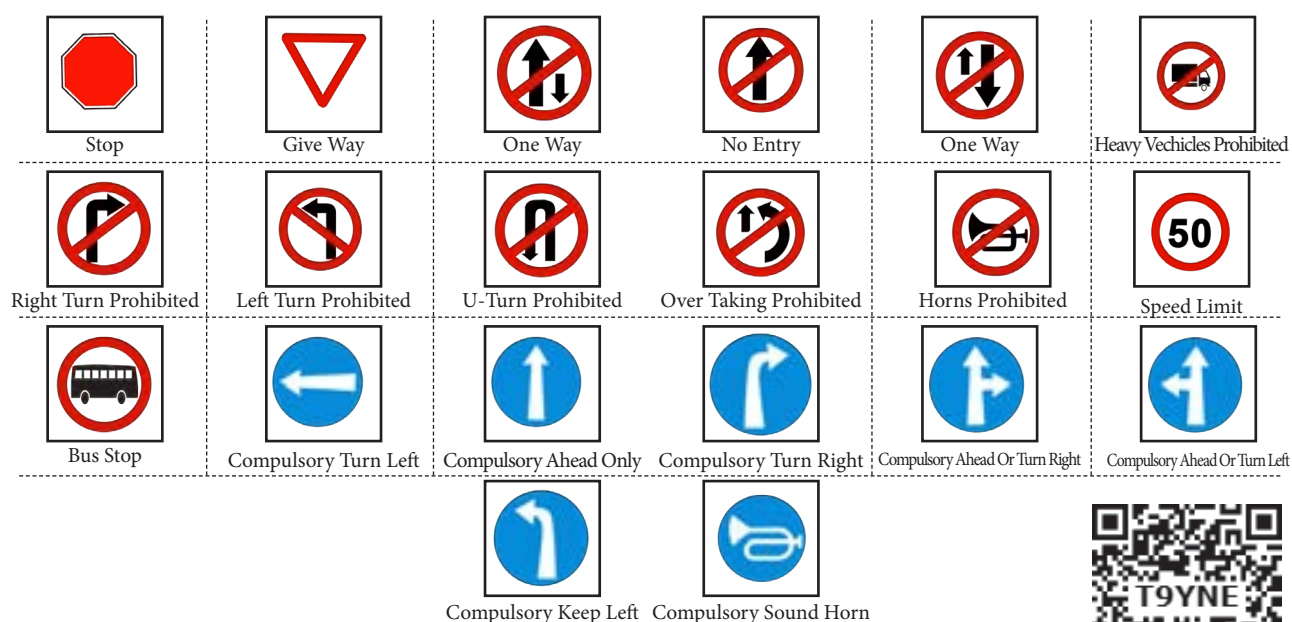 Stop
Give Way
One Way
No Entry
One Way
Heavy Vechicles Prohibited
Right Turn Prohibited
Left Turn Prohibited
U-Turn Prohibited
Over Taking Prohibited
Horns Prohibited
50
Speed Limit
Bus Stop
Compulsory Turn Left
Compulsory Ahead Only
Compulsory Turn Right
Compulsory Ahead Or Turn Right
Compulsory Ahead Or Turn Left
Compulsory Keep Left
Compulsory Sound Horn
T9YNE